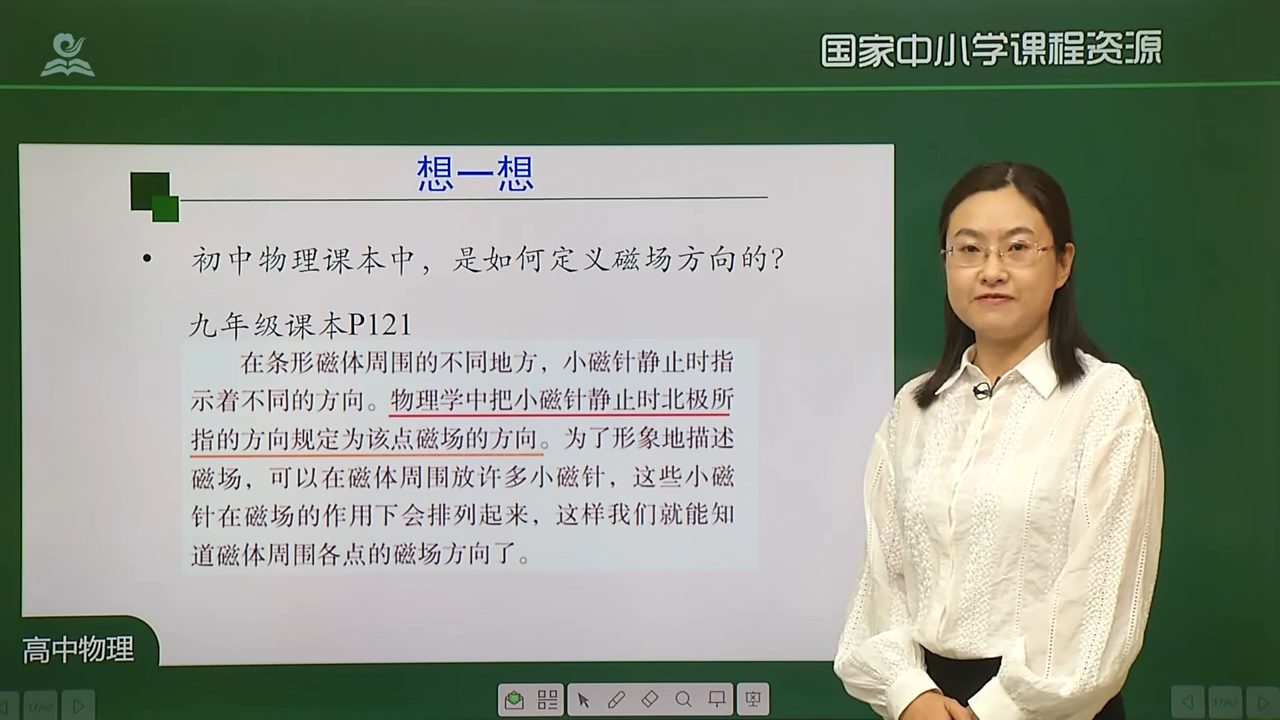 国家中小学课程资源
想一想
• 初中物理课本中，是如何定义磁场方向的？
九年级课本P121
在条形磁体周围的不同地方，小磁针静止时指
示着不同的方向。物理学中把小磁针静止时北极所
指的方向规定为该点磁场的方向。为了形象地描述
磁场，可以在磁体周围放许多小磁针，这些小磁
针在磁场的作用下会排列起来，这样我们就能知
道磁体周围各点的磁场方向了。
高中物理